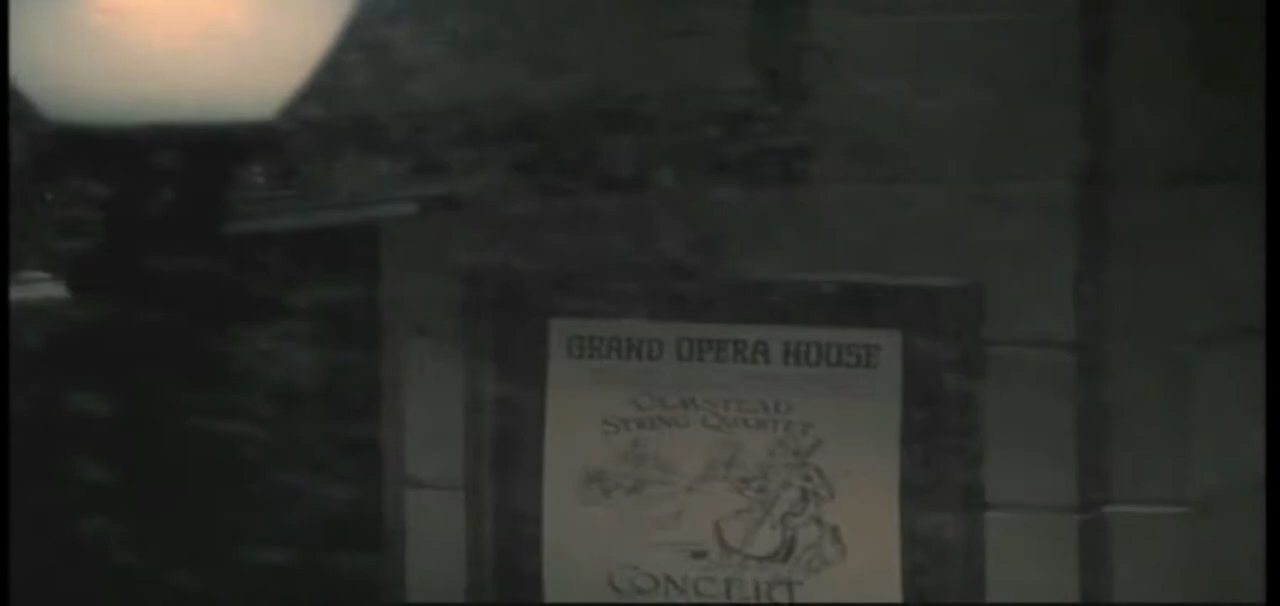 GRAND OPERA HOUSE
OLMSTEAD
STRING QUARTET
CONCERT